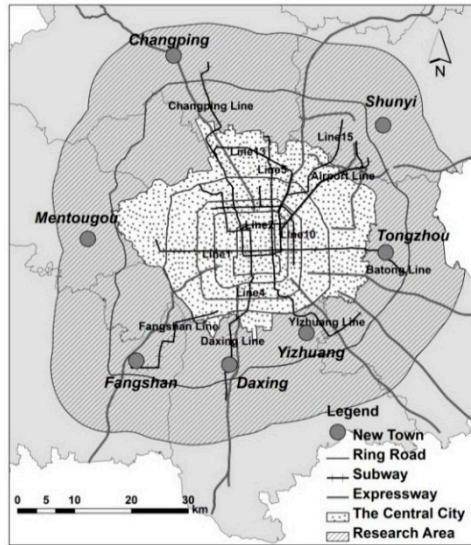 Changping
N
Changping Line
Shunyi
Line15
Line13
Line5
Airport Line
Mentougou
Line2
Line10
Tongzhou
Line1
Batong Line
Line4
Fangshan Line
Yizhuang Line
Daxing Line
Yizhuang
Fangshan
Daxing
Legend
New Town
Ring Road
Subway
Expressway
The Central City
Research Area
0 5 10 20 30 40
km